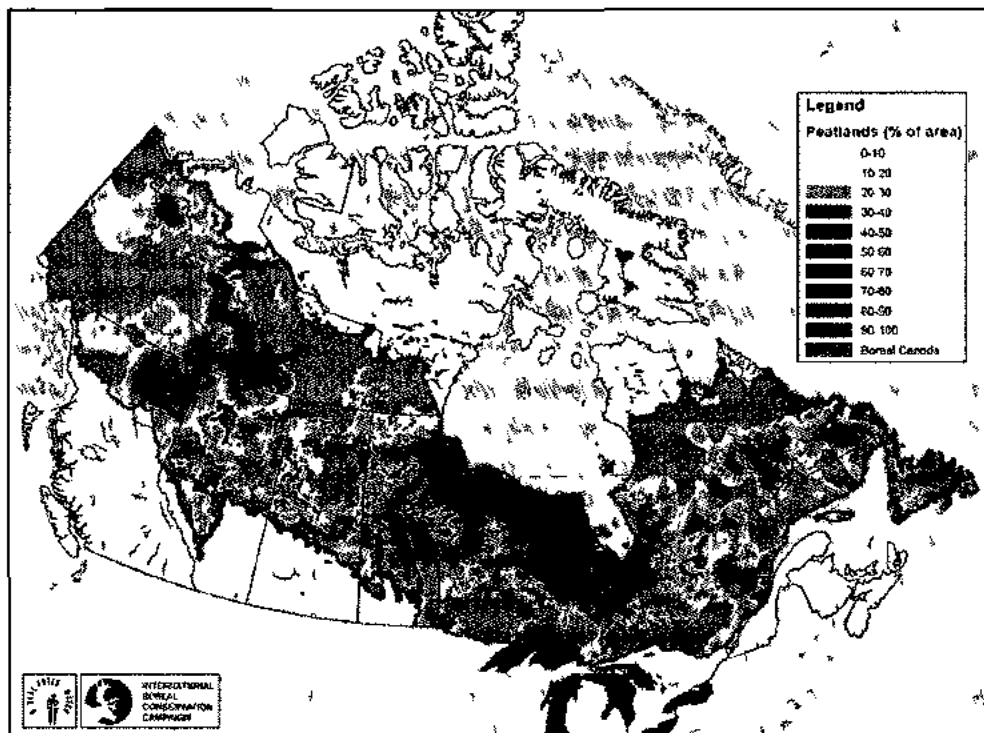 Legend
Peatlands (% of area)
0-10
10-20
20-30
30-40
40-50
50-60
60-70
70-80
80-90
90-100
Boreal Canada
INTERNATIONAL
BOREAL
CONSERVATION
CAMPAIGN